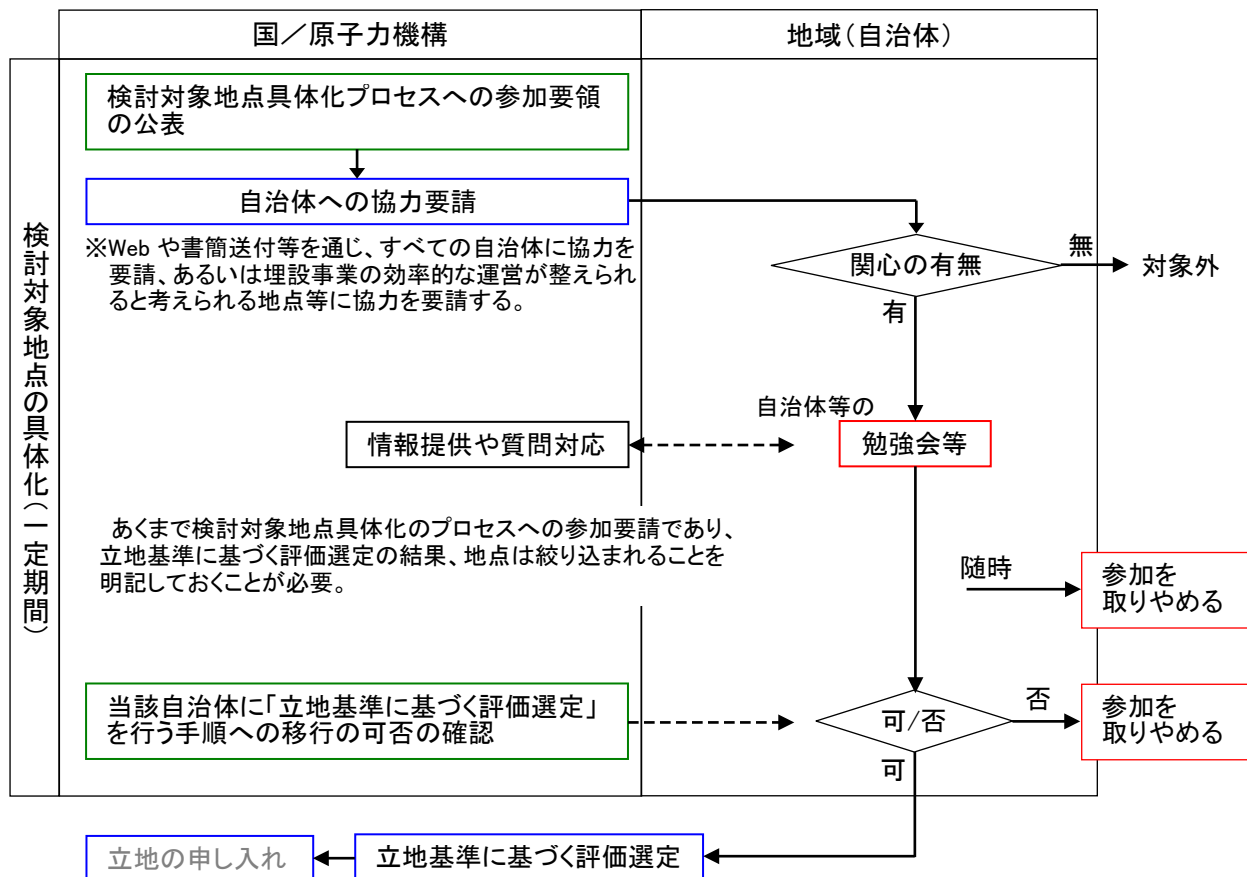 国／原子力機構
地域（自治体）
検討対象地点の具体化（一定期間）
検討対象地点具体化プロセスへの参加要領
の公表
自治体への協力要請
※Web や書簡送付等を通じ、すべての自治体に協力を
要請、あるいは埋設事業の効率的な運営が整えられ
ると考えられる地点等に協力を要請する。
関心の有無
無
対象外
有
自治体等の
情報提供や質問対応
勉強会等
あくまで検討対象地点具体化のプロセスへの参加要請であり、
立地基準に基づく評価選定の結果、地点は絞り込まれることを
明記しておくことが必要。
随時
参加を
取りやめる
当該自治体に「立地基準に基づく評価選定」
を行う手順への移行の可否の確認
可/否
否
参加を
取りやめる
可
立地の申し入れ
立地基準に基づく評価選定